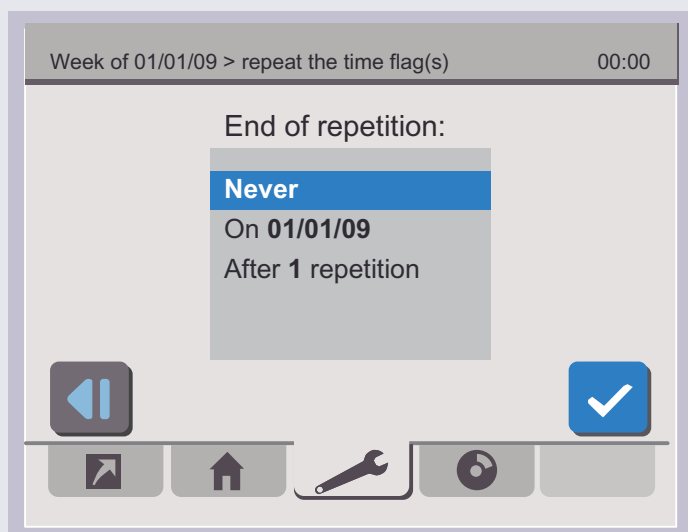 Week of 01/01/09 > repeat the time flag(s) 00:00
End of repetition:
Never
On 01/01/09
After 1 repetition